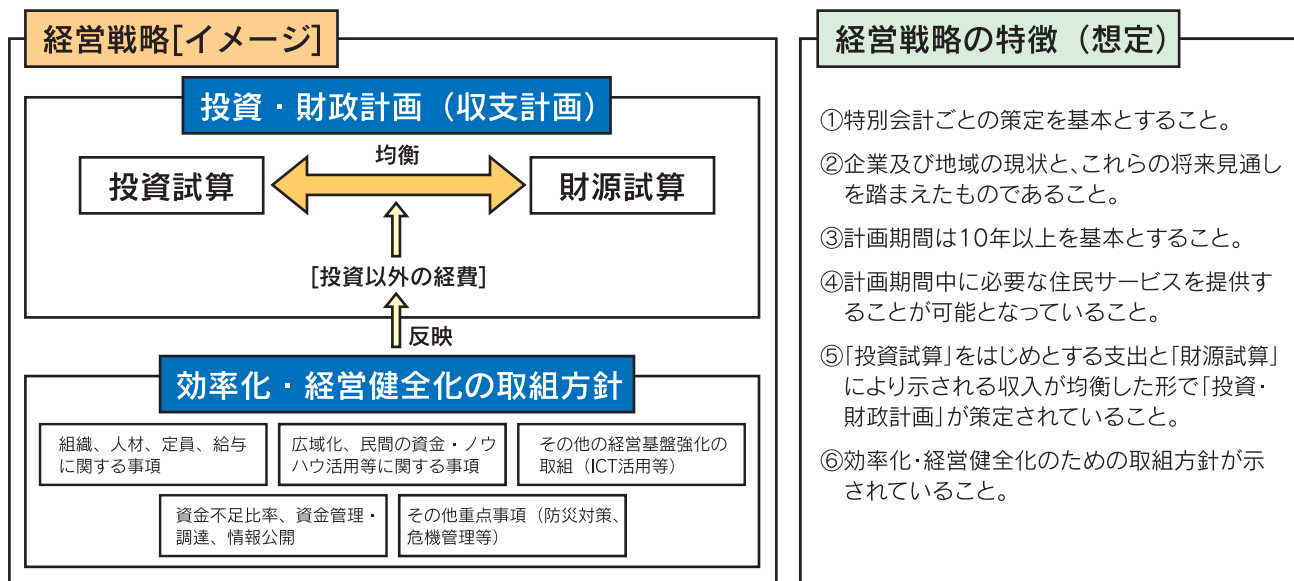 経営戦略[イメージ]
投資・財政計画（収支計画）
均衡
投資試算
財源試算
[投資以外の経費]
反映
効率化・経営健全化の取組方針
組織、人材、定員、給与
に関する事項
広域化、民間の資金・ノウ
ハウ活用等に関する事項
その他の経営基盤強化の
取組（ICT活用等）
資金不足比率、資金管理・
調達、情報公開
その他重点事項（防災対策、
危機管理等）
経営戦略の特徴（想定）
①特別会計ごとの策定を基本とすること。
②企業及び地域の現状と、これらの将来見通し
を踏まえたものであること。
③計画期間は10年以上を基本とすること。
④計画期間中に必要な住民サービスを提供す
ることが可能となっていること。
⑤「投資試算」をはじめとする支出と「財源試算」
により示される収入が均衡した形で「投資・
財政計画」が策定されていること。
⑥効率化・経営健全化のための取組方針が示
されていること。